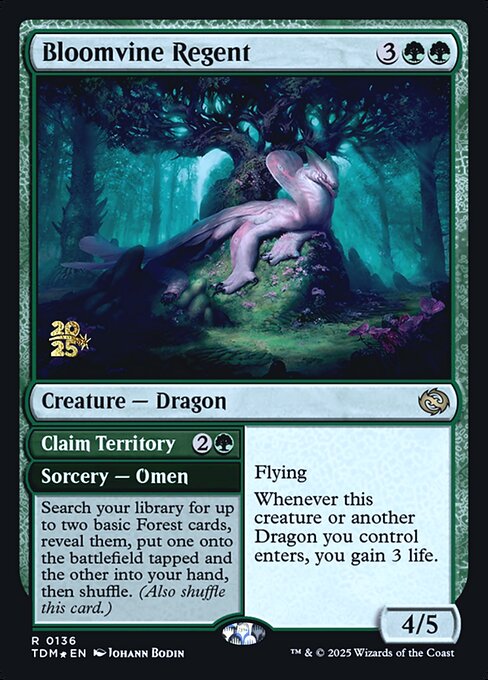 Bloomvine Regent 3
2025
Creature — Dragon
Claim Territory 2
Sorcery — Omen
Search your library for up
to two basic Forest cards,
reveal them, put one onto
the battlefield tapped and
the other into your hand,
then shuffle. (Also shuffle
this card.)
Flying
Whenever this
creature or another
Dragon you control
enters, you gain 3 life.
4/5
R 0136
TDM★EN Johann Bodin
™ & © 2025 Wizards of the Coast